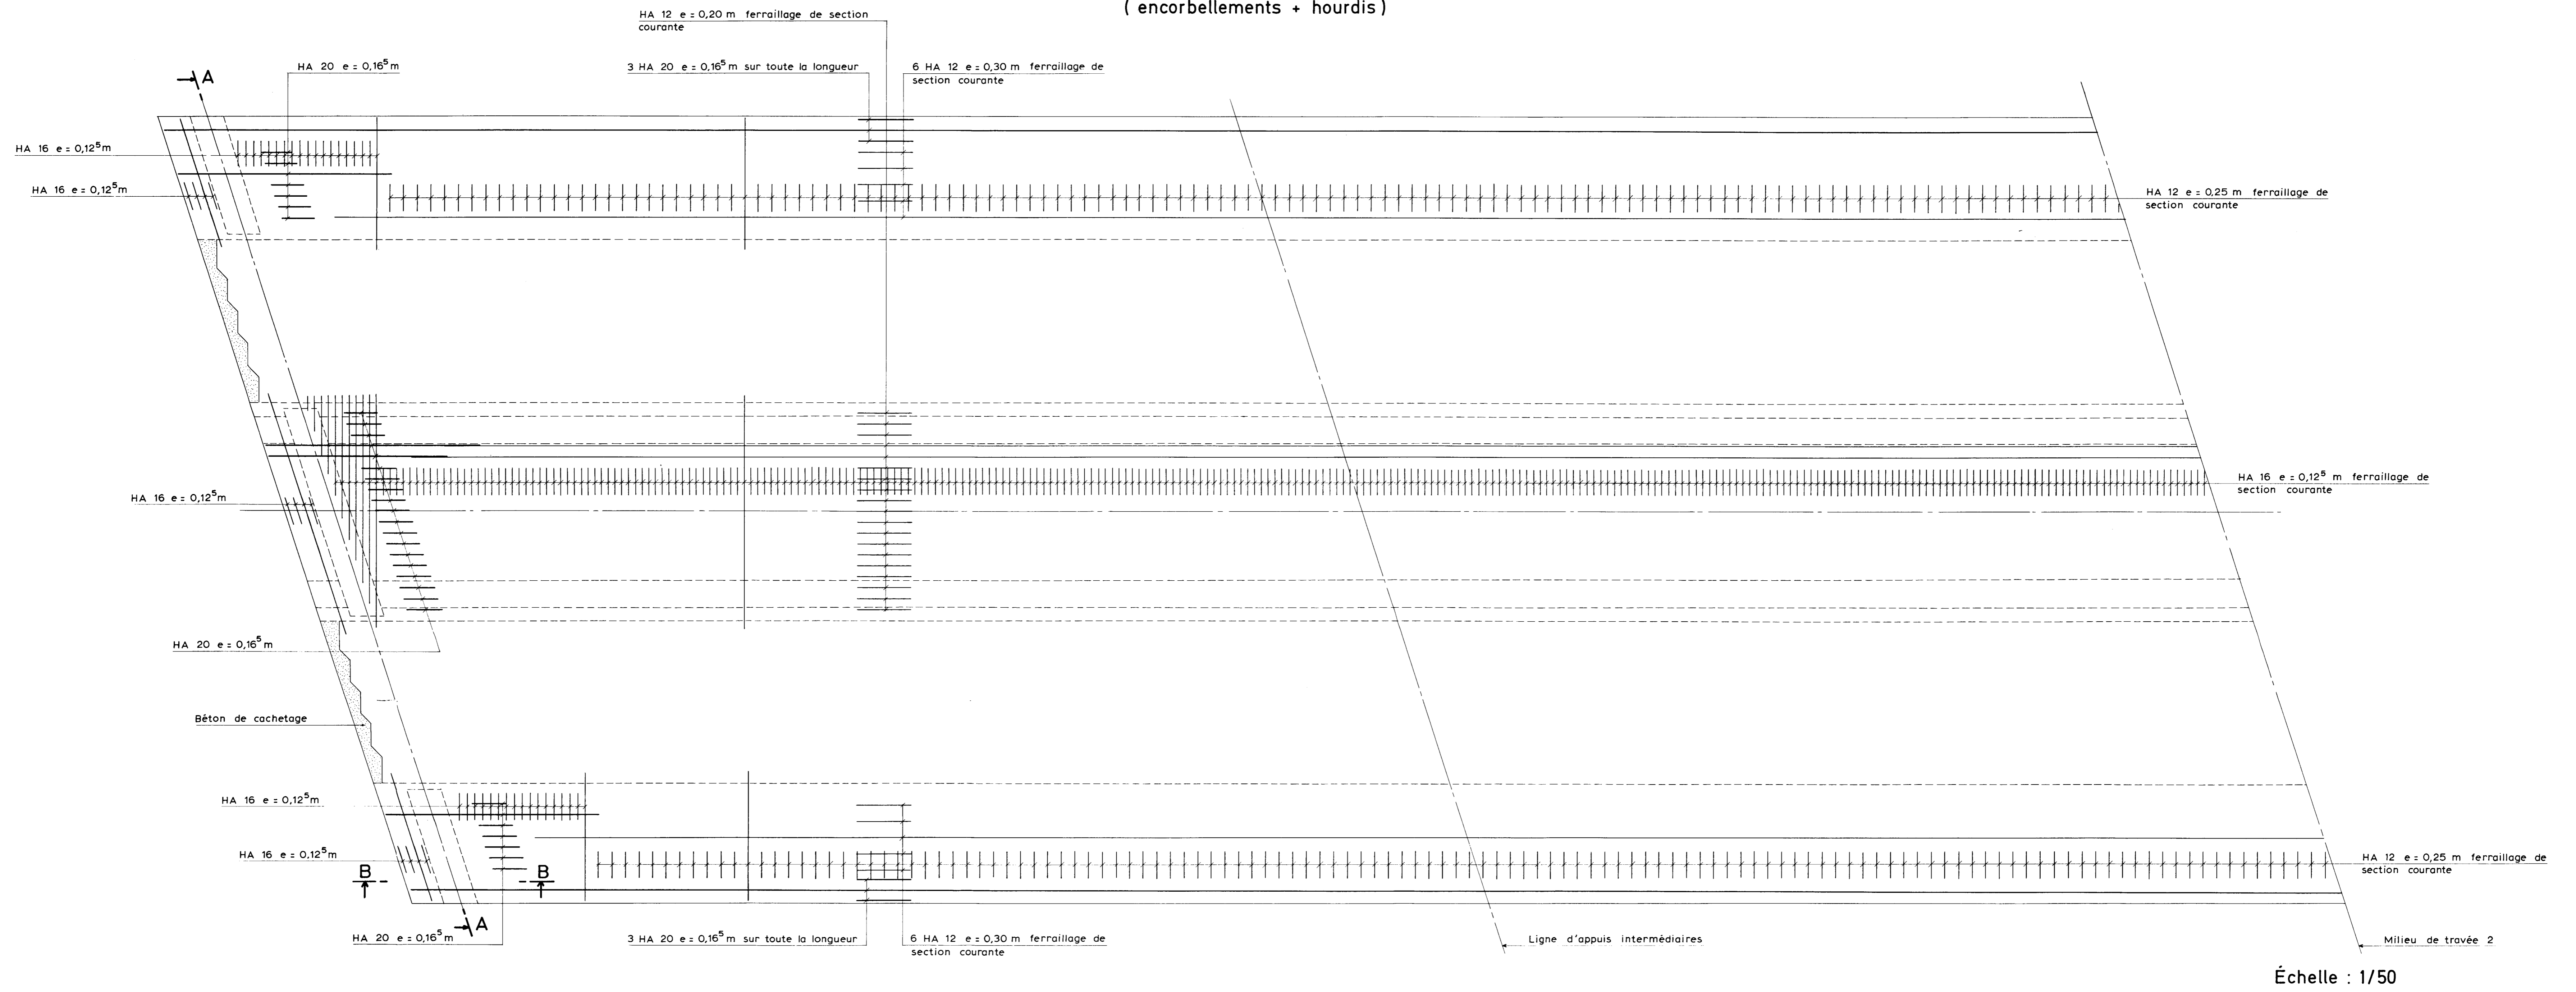 ( encorbellements + hourdis )
HA 12 e = 0,20 m ferraillage de section
courante
HA 20 e = 0,16⁵ m
3 HA 20 e = 0,16⁵ m sur toute la longueur
6 HA 12 e = 0,30 m ferraillage de
section courante
A
HA 16 e = 0,12⁵ m
HA 16 e = 0,12⁵ m
HA 12 e = 0,25 m ferraillage de
section courante
HA 16 e = 0,12⁵ m ferraillage de
section courante
HA 16 e = 0,12⁵ m
HA 20 e = 0,16⁵ m
Béton de cachetage
HA 16 e = 0,12⁵ m
HA 16 e = 0,12⁵ m
B
B
HA 12 e = 0,25 m ferraillage de
section courante
A
HA 20 e = 0,16⁵ m
3 HA 20 e = 0,16⁵ m sur toute la longueur
6 HA 12 e = 0,30 m ferraillage de
section courante
Ligne d'appuis intermédiaires
Milieu de travée 2
Échelle : 1/50